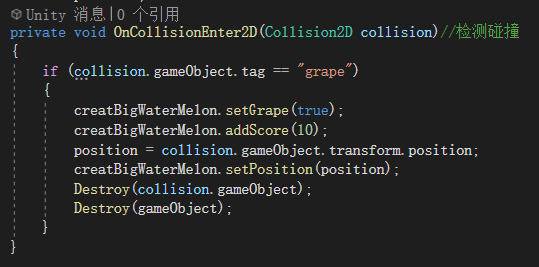 Unity 消息|0 个引用
private void OnCollisionEnter2D(Collision2D collision)//检测碰撞
{
if (collision.gameObject.tag == "grape")
{
creatBigWaterMelon.setGrape(true);
creatBigWaterMelon.addScore(10);
position = collision.gameObject.transform.position;
creatBigWaterMelon.setPosition(position);
Destroy(collision.gameObject);
Destroy(gameObject);
}
}